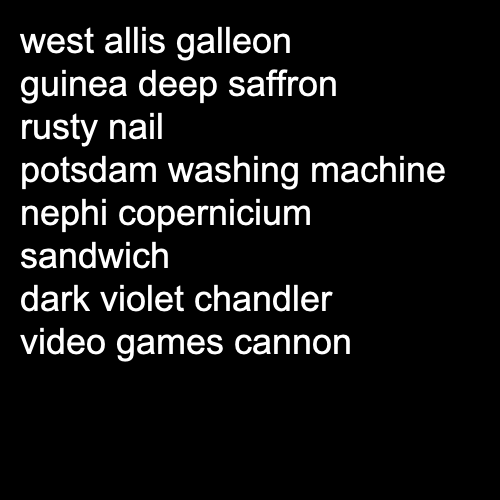 west allis galleon
guinea deep saffron
rusty nail
potsdam washing machine
nephi copernicium
sandwich
dark violet chandler
video games cannon